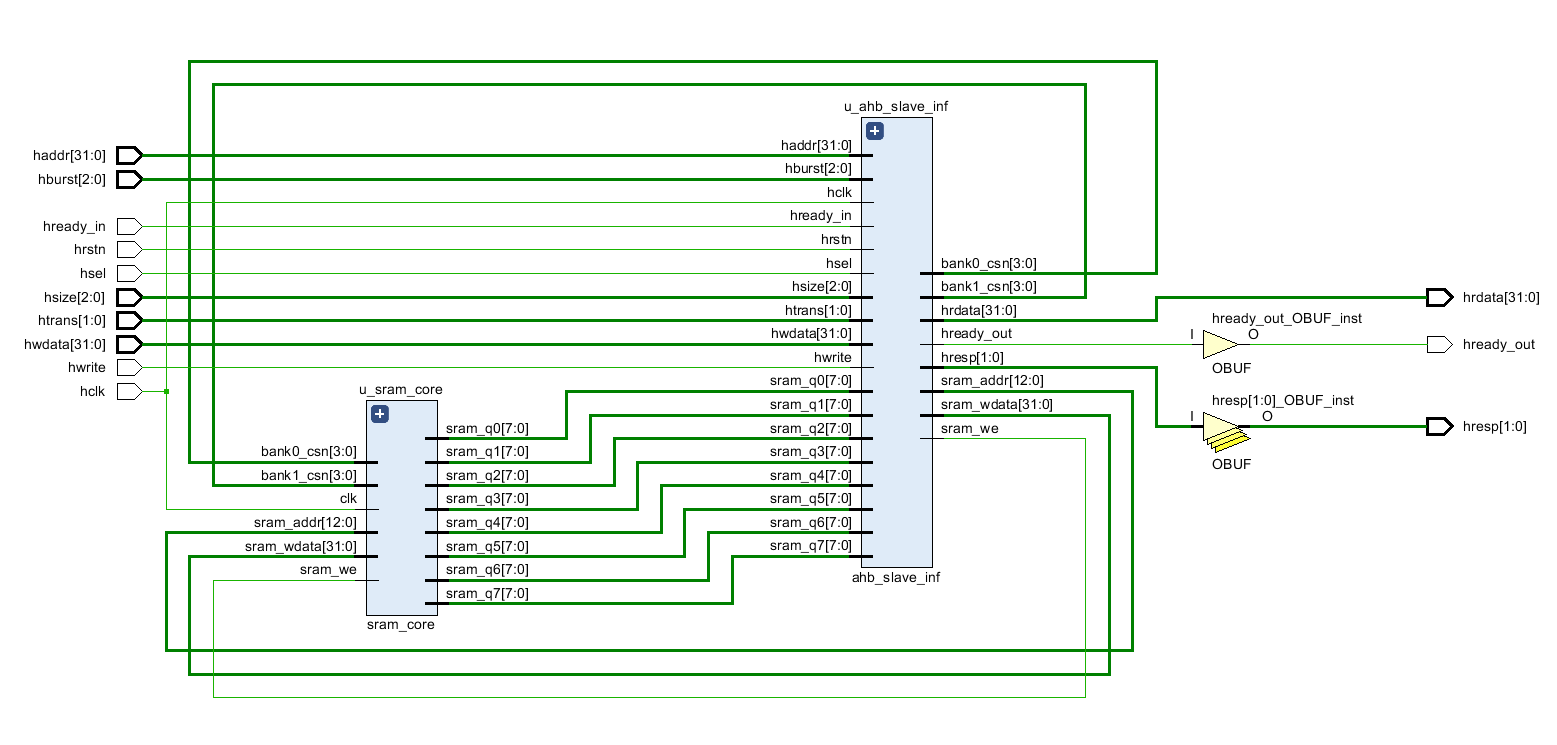 haddr[31:0]
hburst[2:0]
hready_in
hrstn
hsel
hsize[2:0]
htrans[1:0]
hwdata[31:0]
hwrite
hclk
u_sram_core
bank0_csn[3:0]
bank1_csn[3:0]
clk
sram_addr[12:0]
sram_wdata[31:0]
sram_we
sram_q0[7:0]
sram_q1[7:0]
sram_q2[7:0]
sram_q3[7:0]
sram_q4[7:0]
sram_q5[7:0]
sram_q6[7:0]
sram_q7[7:0]
sram_core
u_ahb_slave_inf
haddr[31:0]
hburst[2:0]
hclk
hready_in
hrstn
hsel
hsize[2:0]
htrans[1:0]
hwdata[31:0]
hwrite
sram_q0[7:0]
sram_q1[7:0]
sram_q2[7:0]
sram_q3[7:0]
sram_q4[7:0]
sram_q5[7:0]
sram_q6[7:0]
sram_q7[7:0]
bank0_csn[3:0]
bank1_csn[3:0]
hrdata[31:0]
hready_out
hresp[1:0]
sram_addr[12:0]
sram_wdata[31:0]
sram_we
ahb_slave_inf
hready_out_OBUF_inst
I
O
OBUF
hresp[1:0]_OBUF_inst
I
O
OBUF
hrdata[31:0]
hready_out
hresp[1:0]